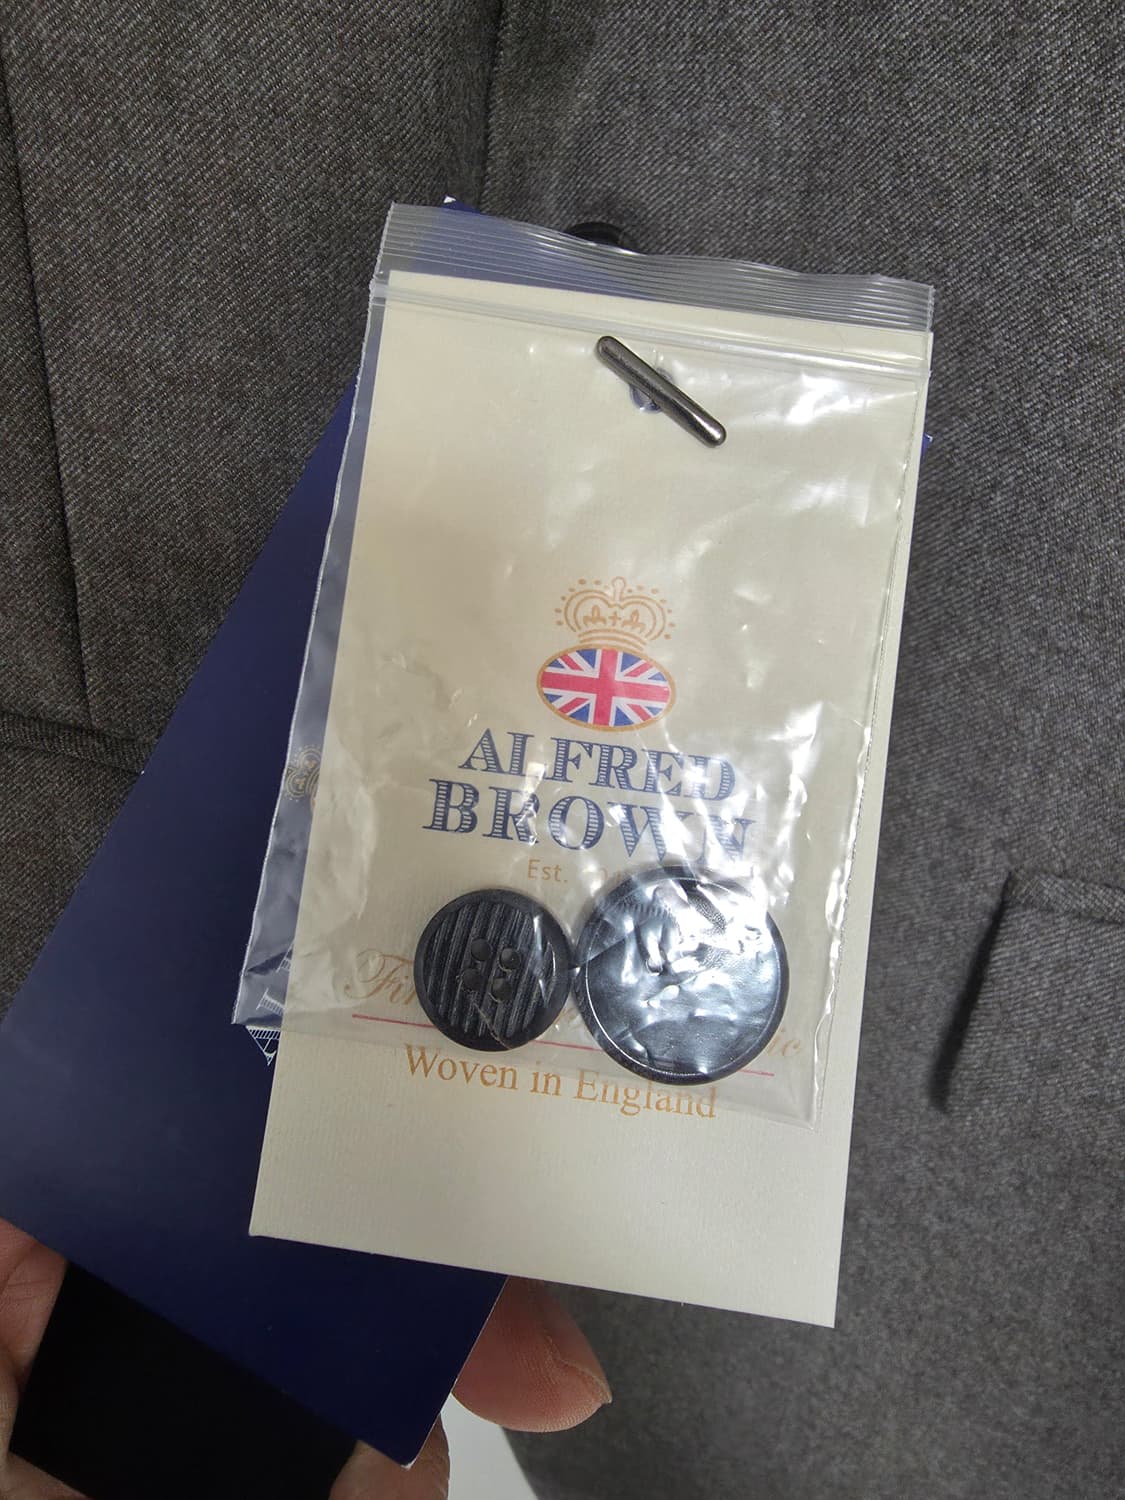 ALFRED
BROWN
Est.
Woven in England